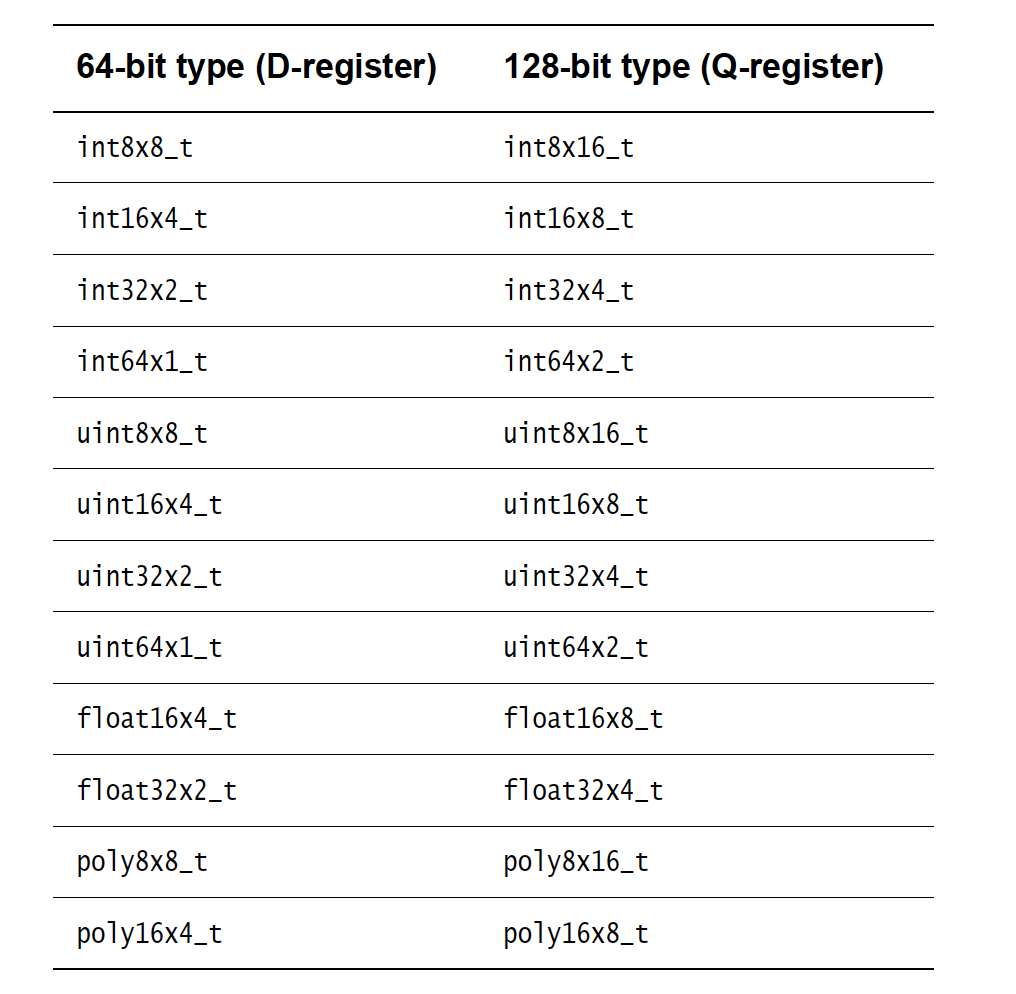 64-bit type (D-register) 128-bit type (Q-register)
int8x8_t int8x16_t
int16x4_t int16x8_t
int32x2_t int32x4_t
int64x1_t int64x2_t
uint8x8_t uint8x16_t
uint16x4_t uint16x8_t
uint32x2_t uint32x4_t
uint64x1_t uint64x2_t
float16x4_t float16x8_t
float32x2_t float32x4_t
poly8x8_t poly8x16_t
poly16x4_t poly16x8_t